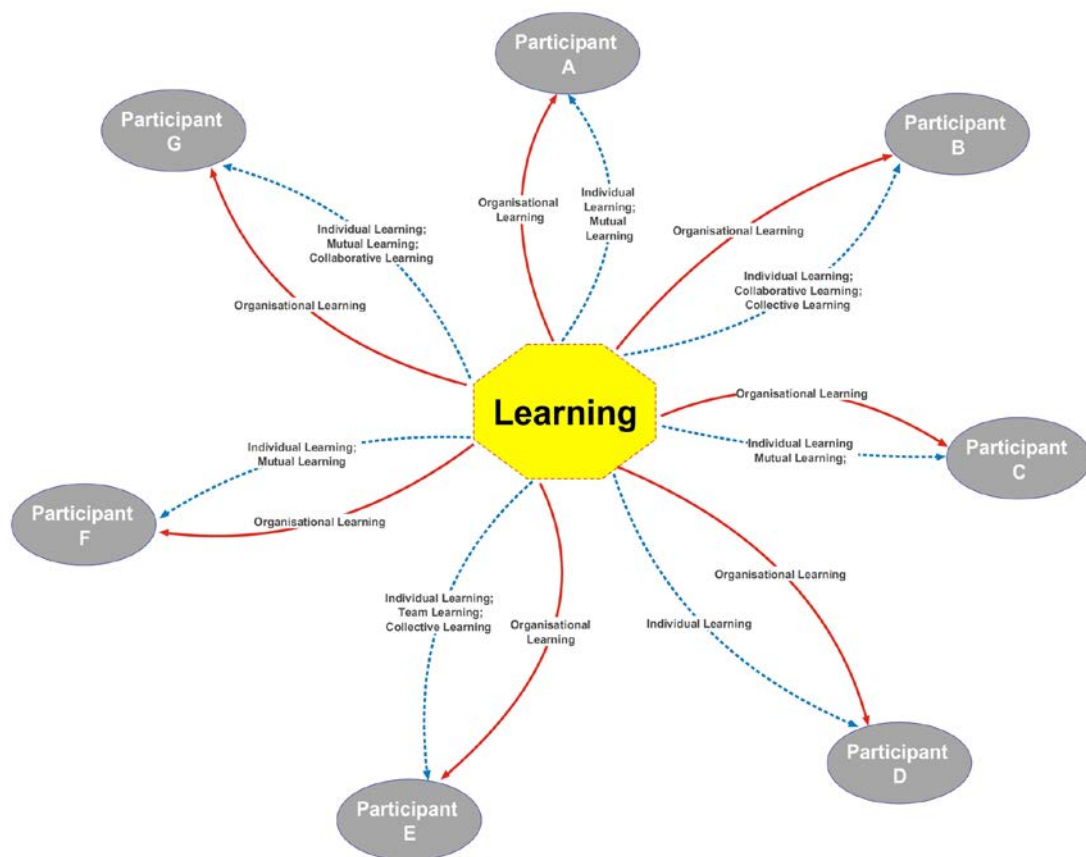 Participant
A
Participant
B
Participant
G
Organisational
Learning
Individual
Learning;
Mutual
Learning
Organisational Learning
Individual Learning;
Mutual Learning;
Collaborative Learning
Individual Learning;
Collaborative Learning;
Collective Learning
Organisational Learning
Learning
Organisational Learning
Individual Learning
Mutual Learning;
Participant
C
Individual Learning;
Mutual Learning
Organisational Learning
Participant
F
Organisational Learning
Individual Learning
Individual Learning;
Team Learning;
Collective Learning
Organisational
Learning
Participant
D
Participant
E